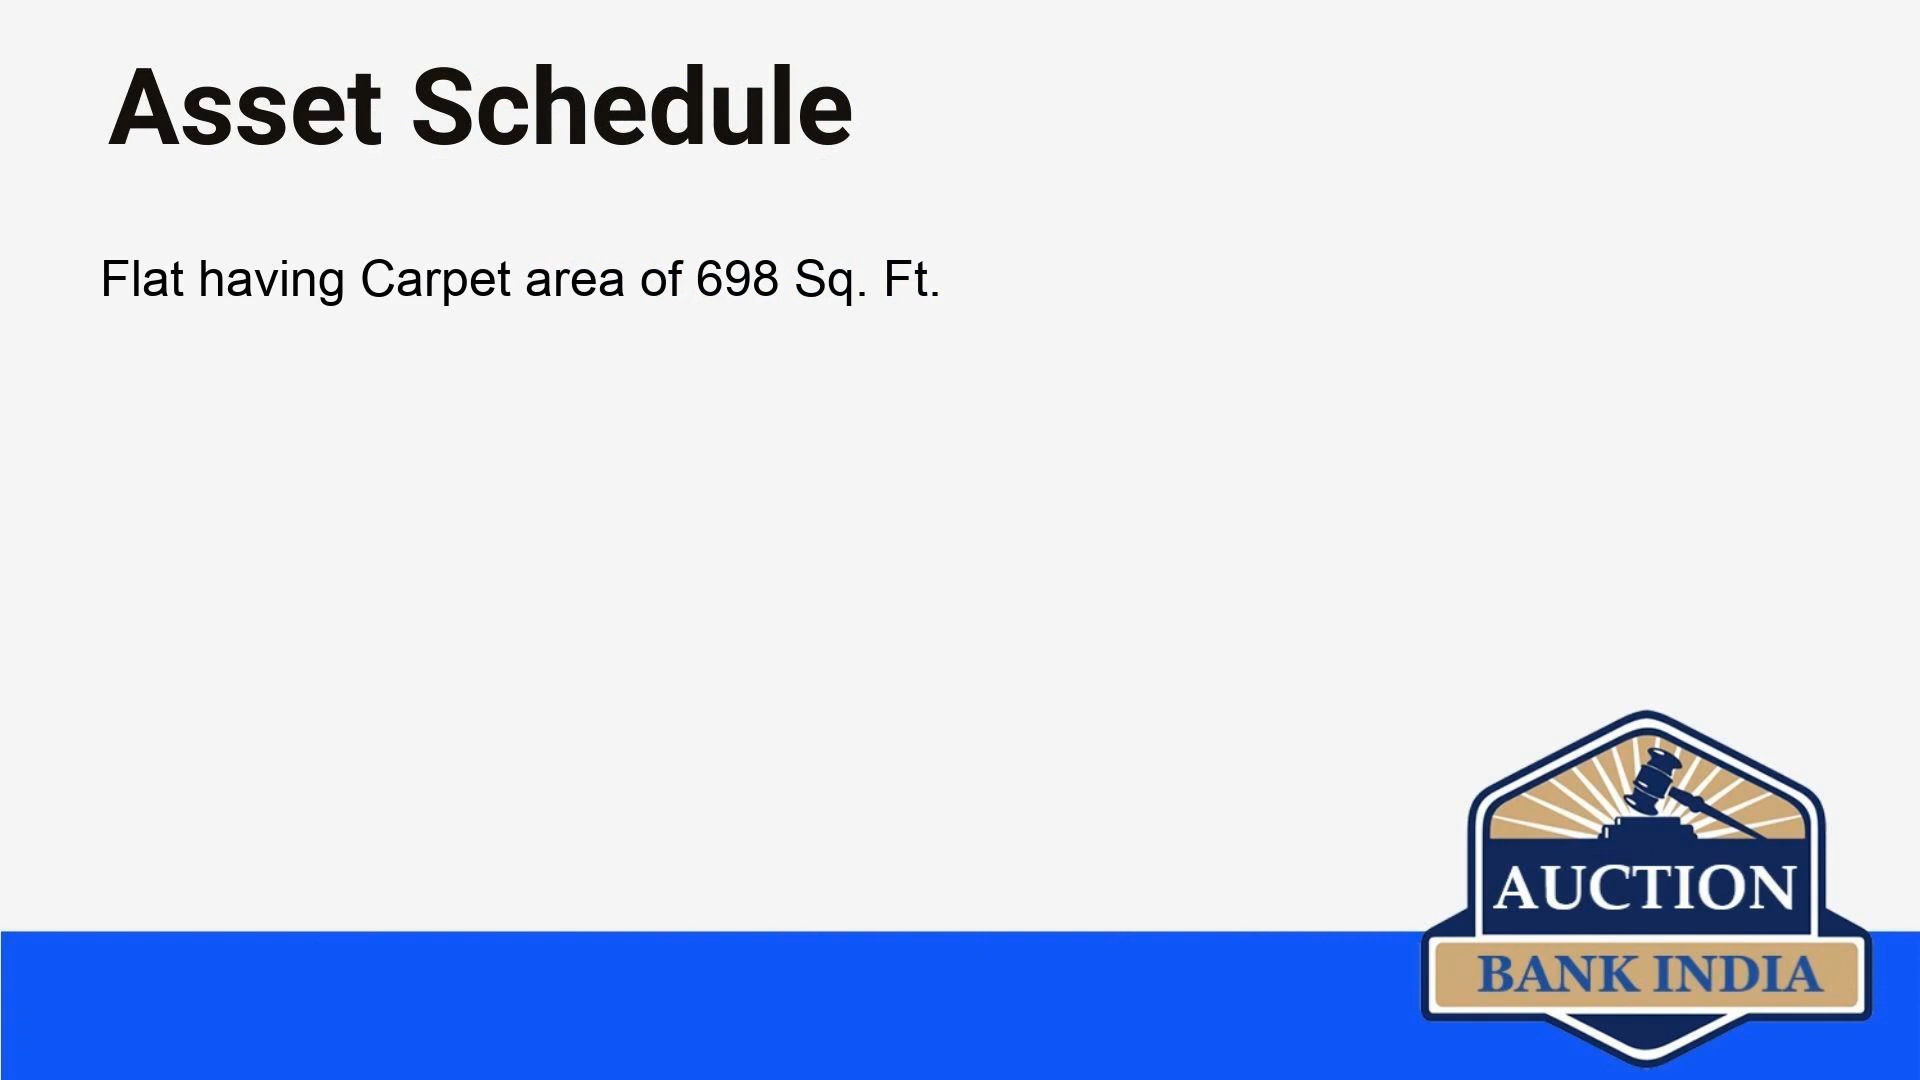 Asset Schedule
Flat having Carpet area of 698 Sq. Ft.
AUCTION
BANK INDIA